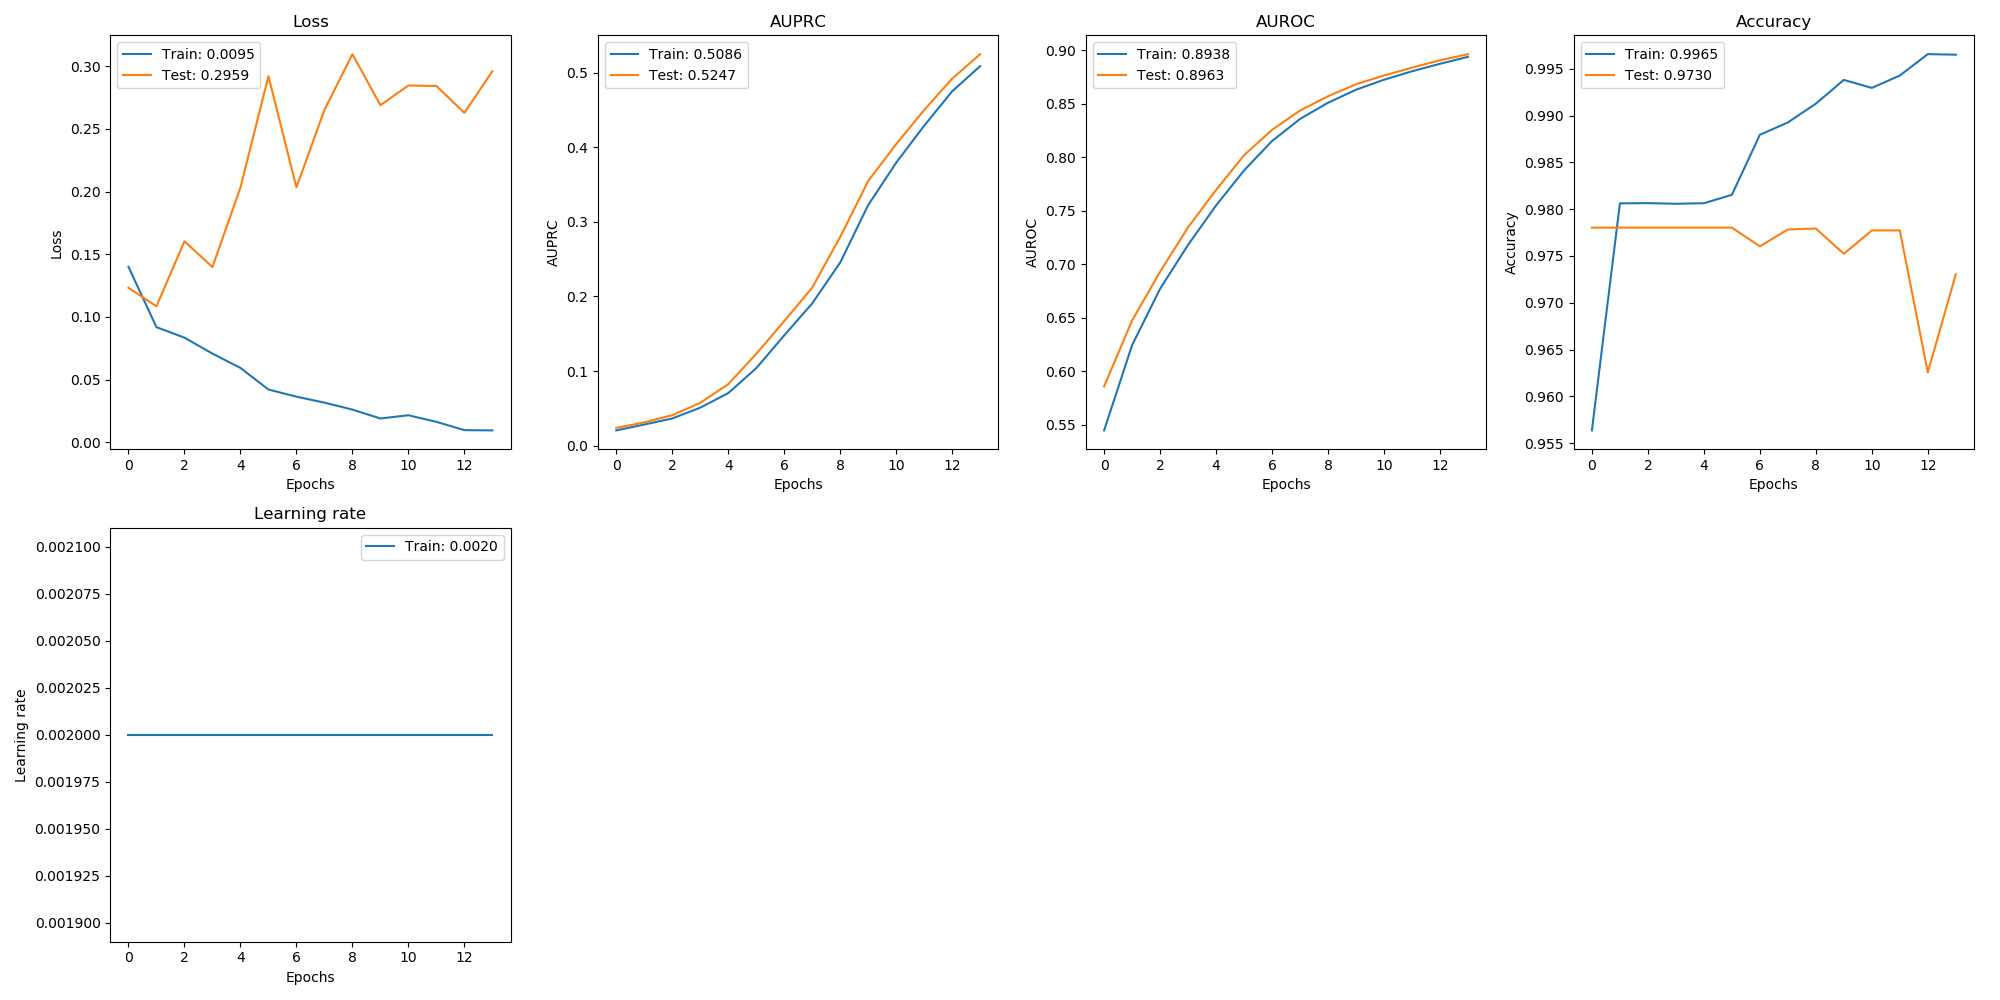 Loss
Train: 0.0095
Test: 0.2959
0.30
0.25
0.20
0.15
0.10
0.05
0.00
Loss
0 2 4 6 8 10 12
Epochs
AUPRC
Train: 0.5086
Test: 0.5247
0.5
0.4
0.3
0.2
0.1
0.0
AUPRC
0 2 4 6 8 10 12
Epochs
AUROC
Train: 0.8938
Test: 0.8963
0.90
0.85
0.80
0.75
0.70
0.65
0.60
0.55
AUROC
0 2 4 6 8 10 12
Epochs
Accuracy
Train: 0.9965
Test: 0.9730
0.995
0.990
0.985
0.980
0.975
0.970
0.965
0.960
0.955
Accuracy
0 2 4 6 8 10 12
Epochs
Learning rate
Train: 0.0020
0.002100
0.002075
0.002050
0.002025
0.002000
0.001975
0.001950
0.001925
0.001900
Learning rate
0 2 4 6 8 10 12
Epochs